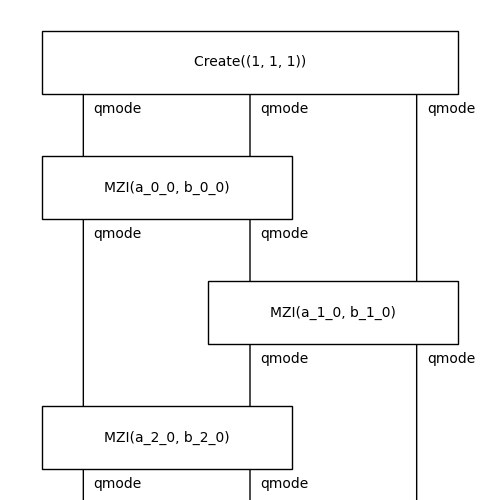 Create((1, 1, 1))
qmode qmode qmode
MZI(a_0_0, b_0_0)
qmode qmode
MZI(a_1_0, b_1_0)
qmode qmode
MZI(a_2_0, b_2_0)
qmode qmode